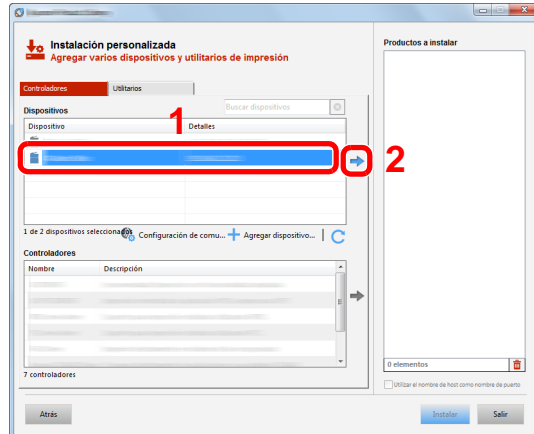 Instalación personalizada
Agregar varios dispositivos y utilitarios de impresión
Productos a instalar
Controladores
Utilitarios
Dispositivos
Buscar dispositivos
1
Dispositivo
Detalles
2
1 de 2 dispositivos seleccionados
Configuración de comu...
Agregar dispositivo...
Controladores
Nombre
Descripción
7 controladores
0 elementos
Utilizar el nombre de host como nombre de puerto
Atrás
Instalar
Salir